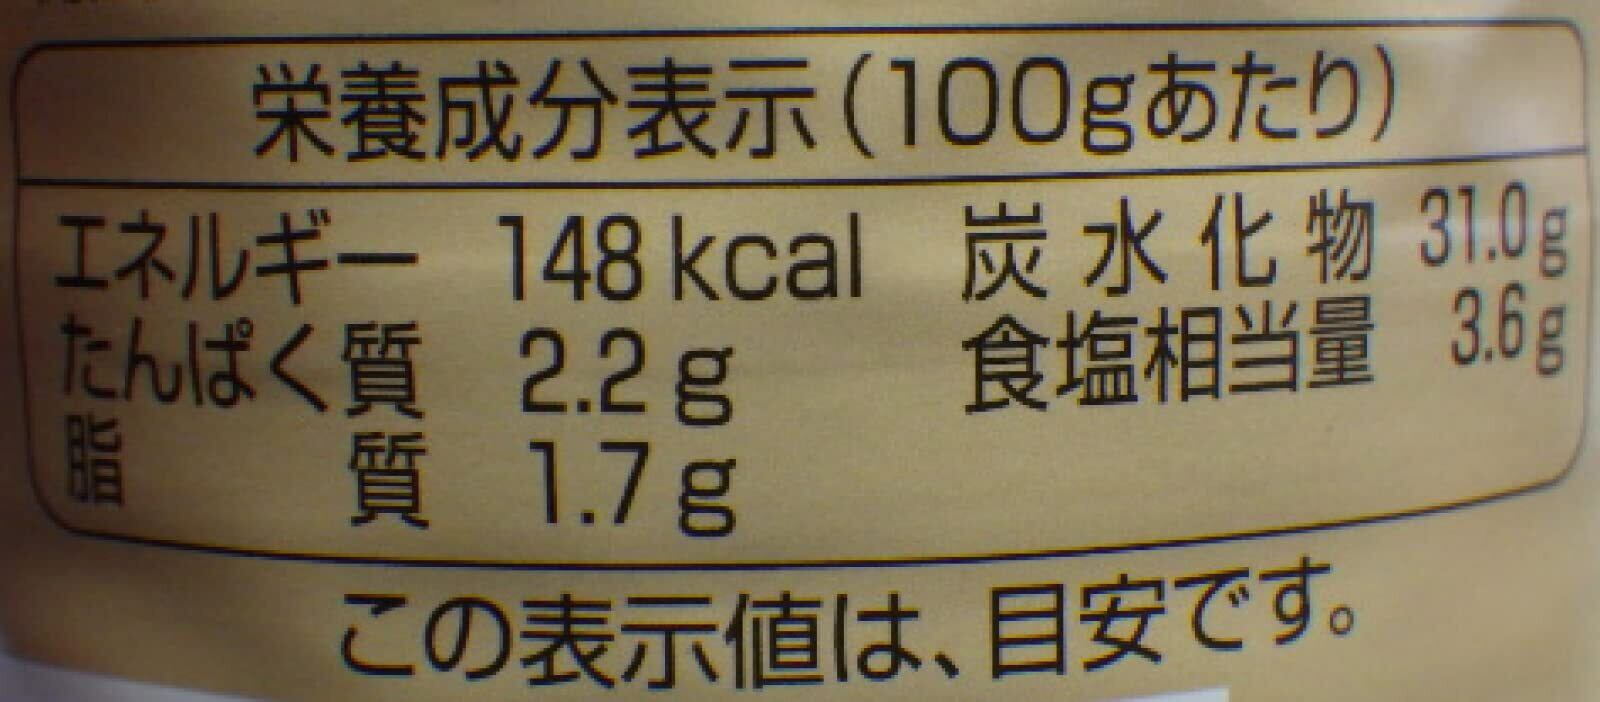 栄養成分表示(100gあたり)
エネルギー 148kcal 炭水化物 31.0g
たんぱく質 2.2g 食塩相当量 3.6g
脂質 1.7g
この表示値は、目安です。